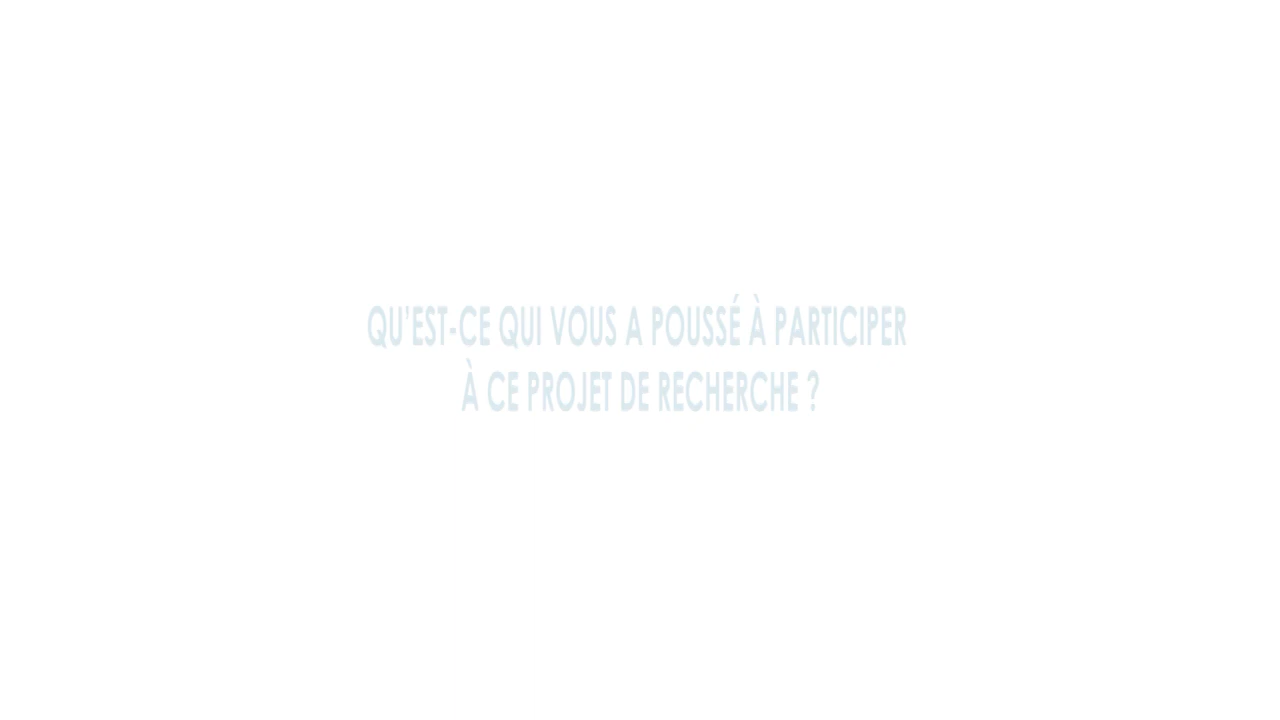 QU'EST-CE QUI VOUS A POUSSÉ À PARTICIPER
À CE PROJET DE RECHERCHE ?